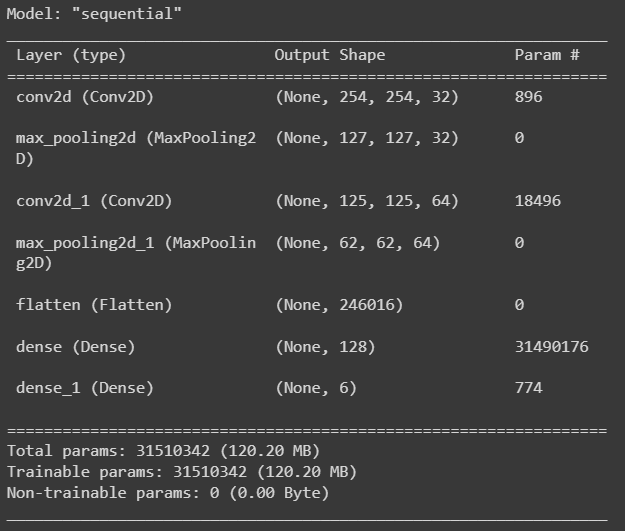 Model: "sequential"
_________________________________________________________________
Layer (type) Output Shape Param #
=================================================================
conv2d (Conv2D) (None, 254, 254, 32) 896
max_pooling2d (MaxPooling2 (None, 127, 127, 32) 0
D)
conv2d_1 (Conv2D) (None, 125, 125, 64) 18496
max_pooling2d_1 (MaxPoolin (None, 62, 62, 64) 0
g2D)
flatten (Flatten) (None, 246016) 0
dense (Dense) (None, 128) 31490176
dense_1 (Dense) (None, 6) 774
=================================================================
Total params: 31510342 (120.20 MB)
Trainable params: 31510342 (120.20 MB)
Non-trainable params: 0 (0.00 Byte)
_________________________________________________________________